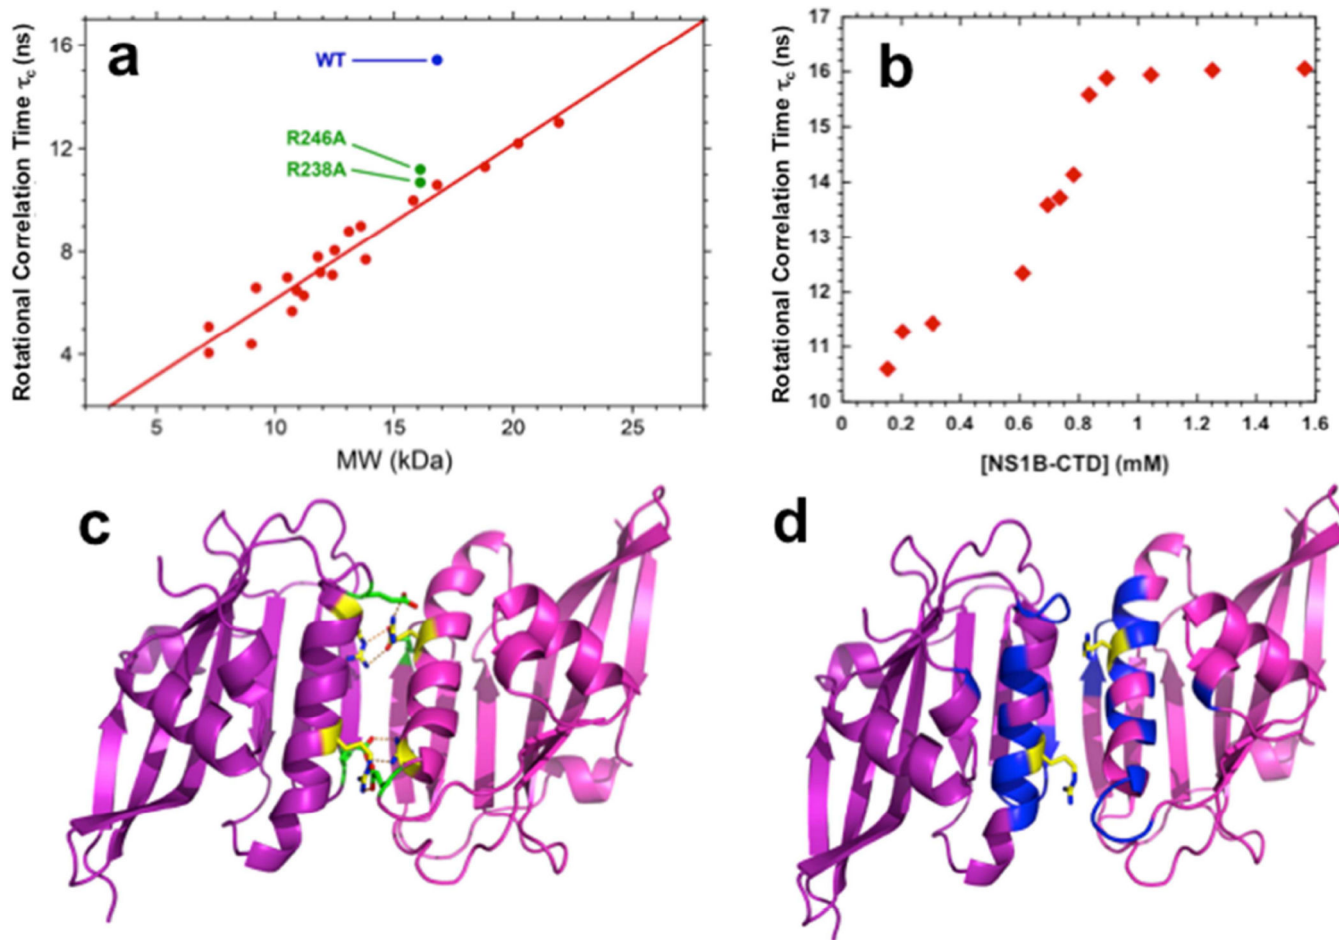 a
Rotational Correlation Time τc (ns)
16
12
8
4
WT
R246A
R238A
5
10
15
20
25
MW (kDa)
b
Rotational Correlation Time τc (ns)
17
16
15
14
13
12
11
10
0
0.2
0.4
0.6
0.8
1
1.2
1.4
1.6
[NS1B-CTD] (mM)
c
d